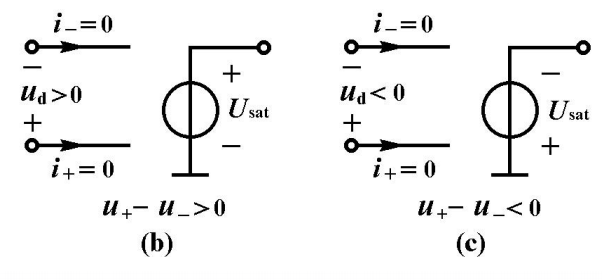 i₋=0
i₋=0
−
+
−
−
u_d>0
U_sat
u_d<0
U_sat
+
−
+
+
i₊=0
i₊=0
u₊− u₋>0
u₊− u₋<0
(b)
(c)